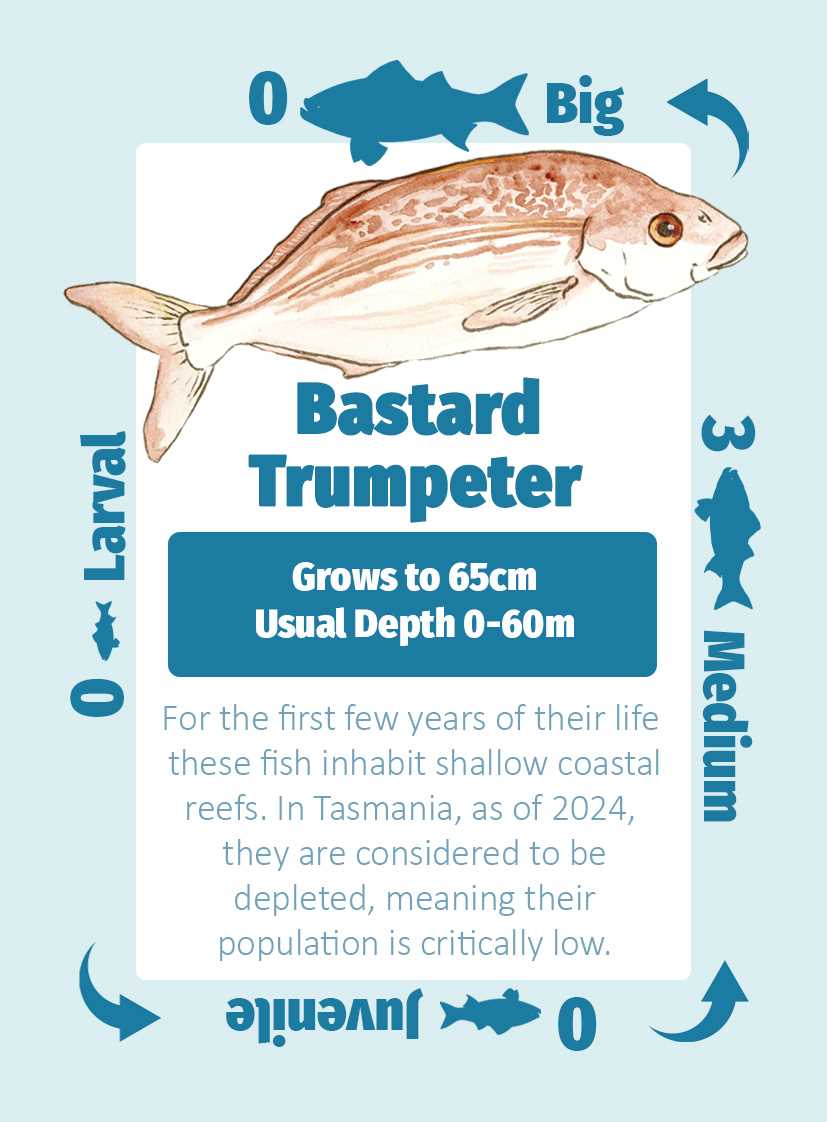 0 Big
Bastard
Trumpeter
Grows to 65cm
Usual Depth 0-60m
For the first few years of their life
these fish inhabit shallow coastal
reefs. In Tasmania, as of 2024,
they are considered to be
depleted, meaning their
population is critically low.
3 Medium
0 Juvenile
0 Larval